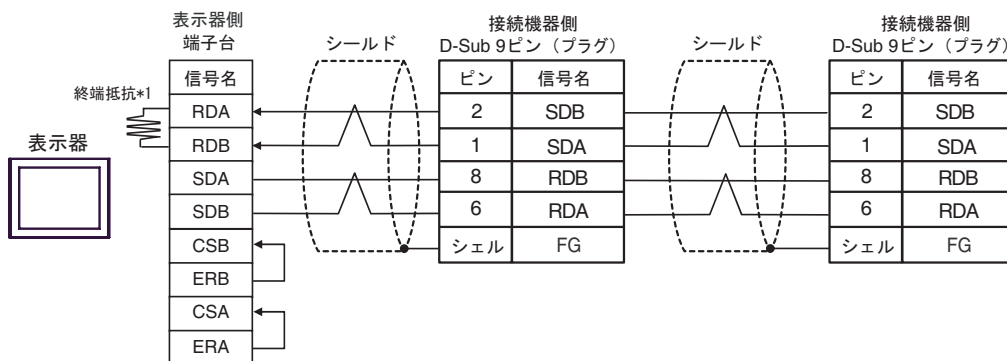 表示器側
端子台
信号名
RDA
RDB
SDA
SDB
CSB
ERB
CSA
ERA
終端抵抗*1
表示器
シールド
接続機器側
D-Sub 9ピン（プラグ）
ピン 信号名
2 SDB
1 SDA
8 RDB
6 RDA
シェル FG
シールド
接続機器側
D-Sub 9ピン（プラグ）
ピン 信号名
2 SDB
1 SDA
8 RDB
6 RDA
シェル FG